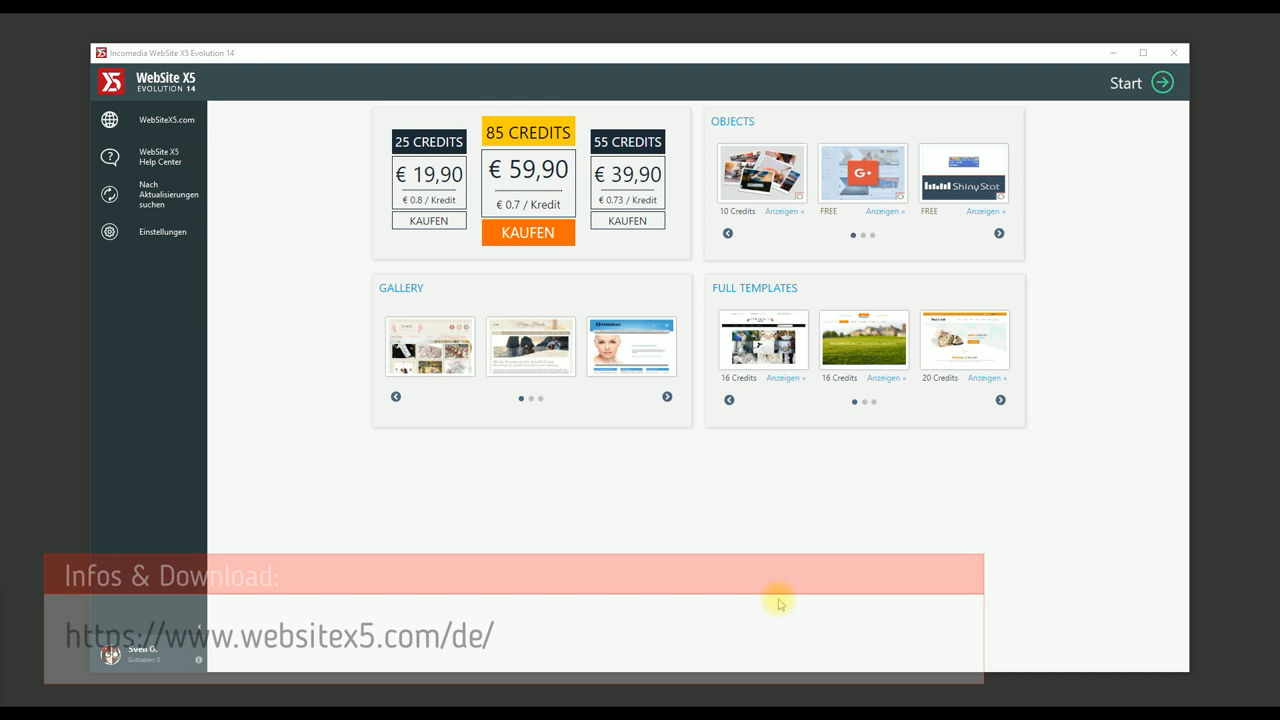 Incomedia WebSite X5 Evolution 14
WebSite X5
EVOLUTION 14
Start
WebSiteX5.com
WebSite X5
Help Center
Nach
Aktualisierungen
suchen
Einstellungen
25 CREDITS
€ 19,90
€ 0.8 / Kredit
KAUFEN
85 CREDITS
€ 59,90
€ 0.7 / Kredit
KAUFEN
55 CREDITS
€ 39,90
€ 0.73 / Kredit
KAUFEN
OBJECTS
G+
ShinyStat
10 Credits Anzeigen »
FREE Anzeigen »
FREE Anzeigen »
GALLERY
FULL TEMPLATES
16 Credits Anzeigen »
16 Credits Anzeigen »
20 Credits Anzeigen »
Infos & Download:
https://www.websitex5.com/de/
Sven O.
Guthaben: 0